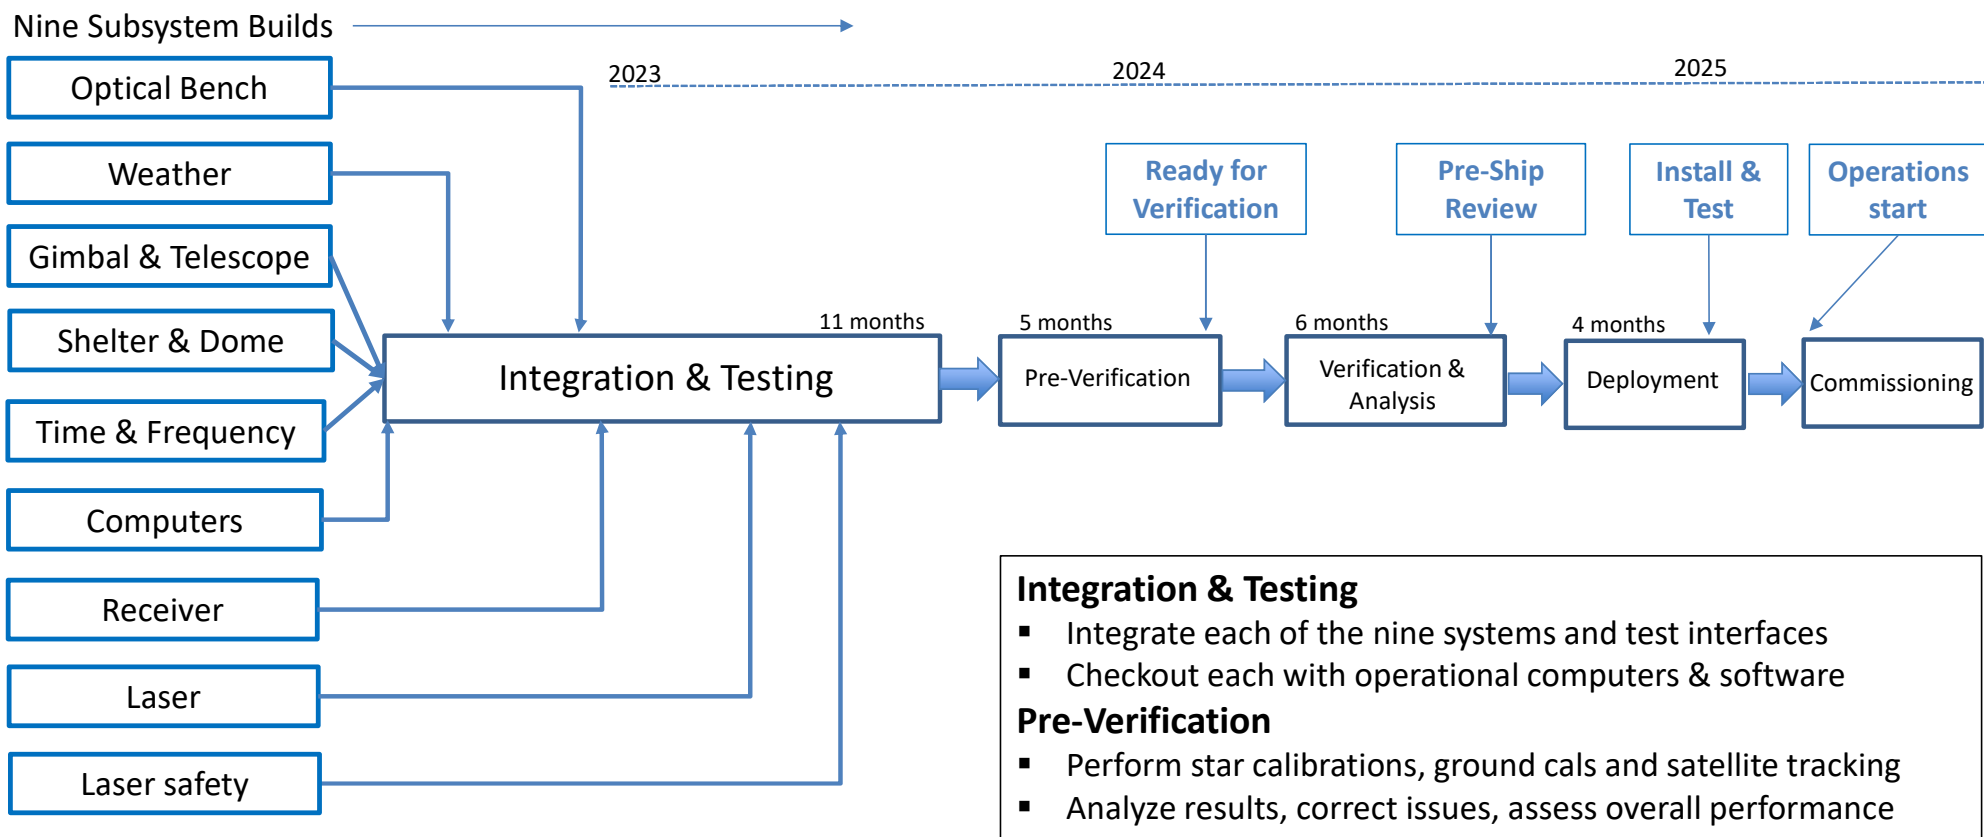 Nine Subsystem Builds
2023
2024
2025
Optical Bench
Weather
Gimbal & Telescope
Shelter & Dome
Time & Frequency
Computers
Receiver
Laser
Laser safety
Ready for
Verification
Pre-Ship
Review
Install &
Test
Operations
start
11 months
Integration & Testing
5 months
Pre-Verification
6 months
Verification &
Analysis
4 months
Deployment
Commissioning
Integration & Testing
▪ Integrate each of the nine systems and test interfaces
▪ Checkout each with operational computers & software
Pre-Verification
▪ Perform star calibrations, ground cals and satellite tracking
▪ Analyze results, correct issues, assess overall performance